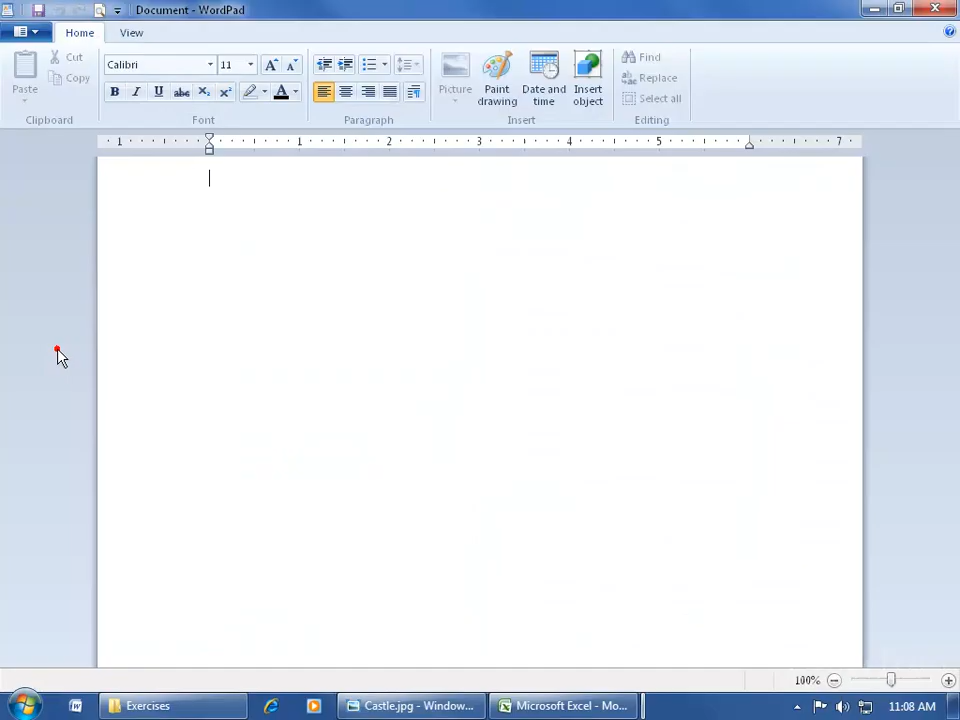 Document - WordPad
Home View
Paste Cut Copy
Calibri 11
Picture Paint drawing Date and time Insert object
Find
Replace
Select all
Clipboard Font Paragraph Insert Editing
1 1 2 3 4 5 7
100%
Exercises Castle.jpg - Window... Microsoft Excel - Mo... 11:08 AM